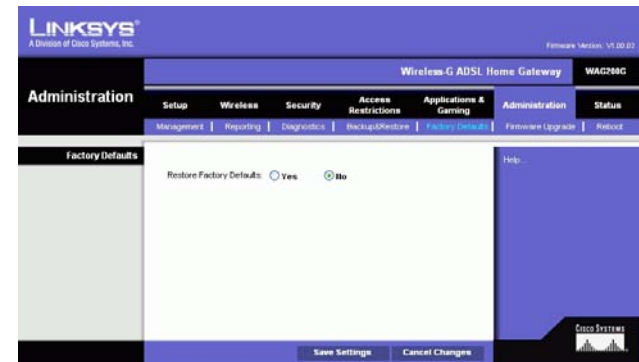 LINKSYS®
A Division of Cisco Systems, Inc.
Firmware Version: V1.00.03
Wireless-G ADSL Home Gateway
WAG200G
Administration
Setup
Wireless
Security
Access Restrictions
Applications & Gaming
Administration
Status
Management | Reporting | Diagnostics | Backup&Restore | Factory Defaults | Firmware Upgrade | Reboot
Factory Defaults
Restore Factory Defaults: Yes No
Help...
Save Settings
Cancel Changes
CISCO SYSTEMS